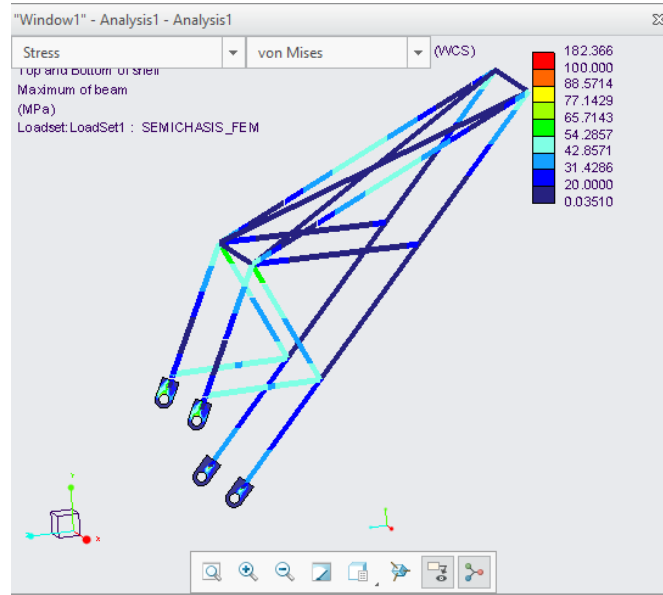 "Window1" - Analysis1 - Analysis1
Stress
von Mises
(WCS)
Top and Bottom of shell
Maximum of beam
(MPa)
Loadset:LoadSet1 : SEMICHASIS_FEM
182.366
100.000
88.5714
77.1429
65.7143
54.2857
42.8571
31.4286
20.0000
0.03510
Y
X